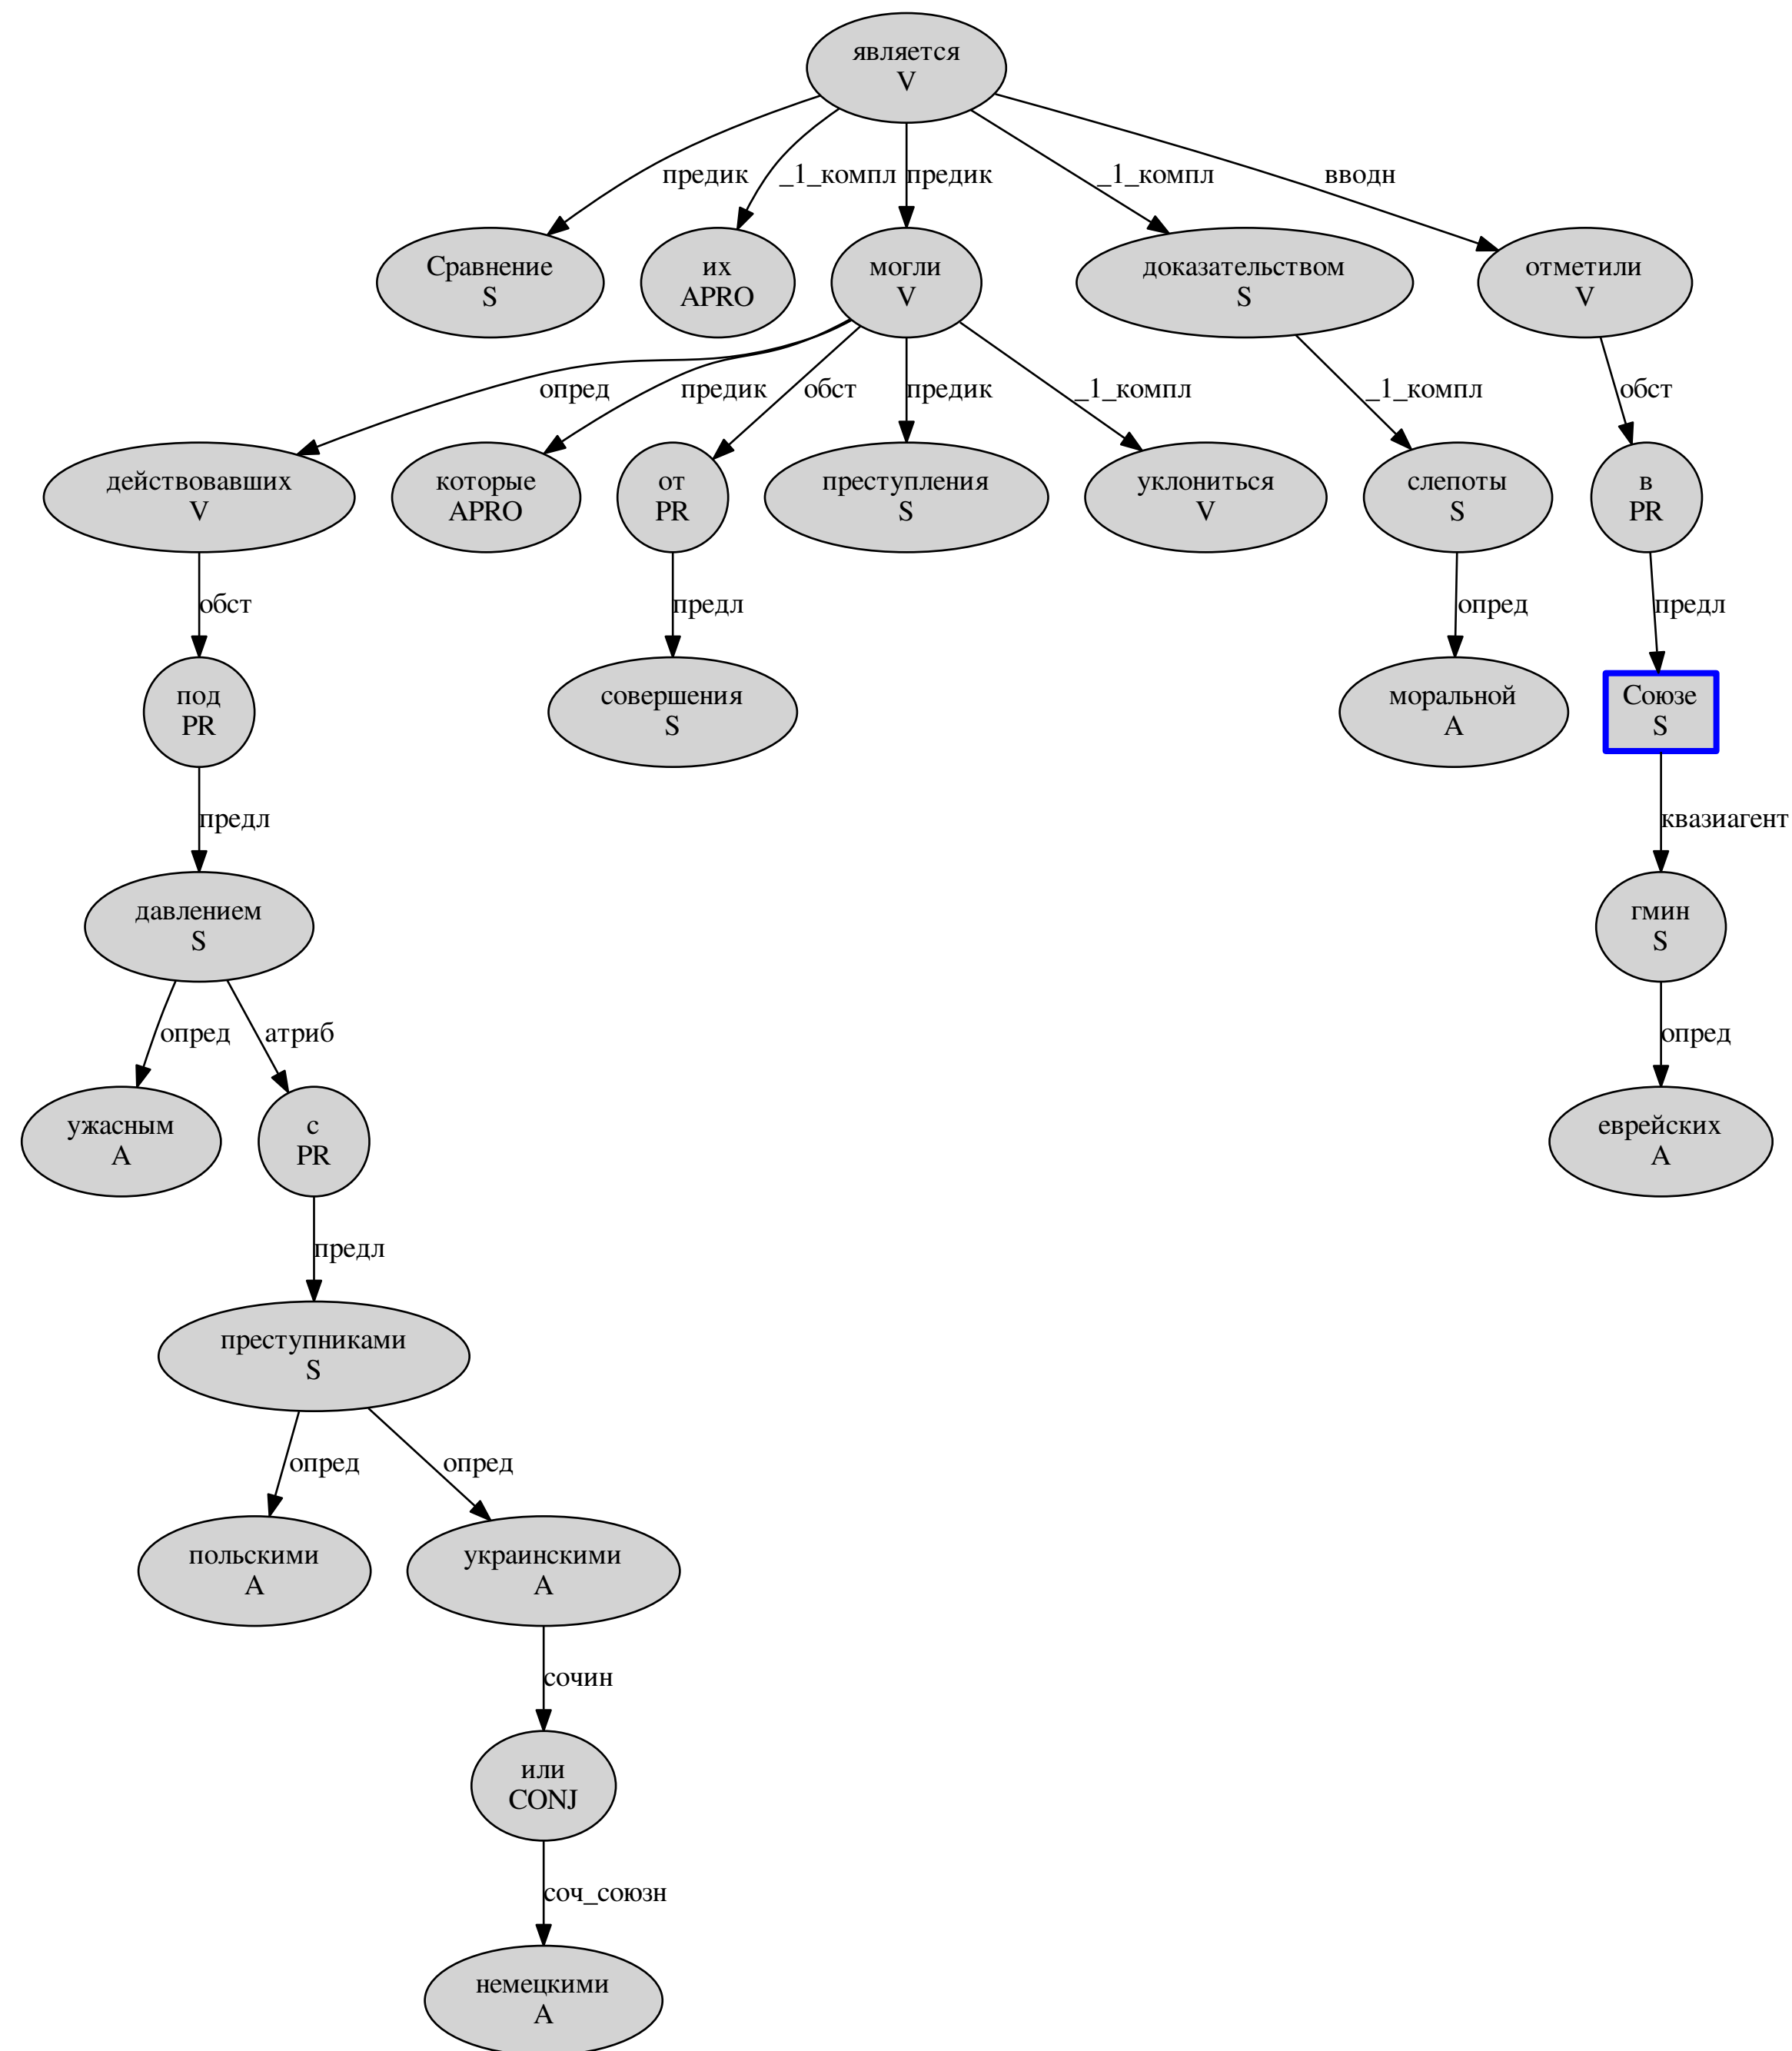 является
V
предик
_1_компл
предик
_1_компл
вводн
Сравнение
S
их
APRO
могли
V
доказательством
S
отметили
V
опред
предик
обст
предик
_1_компл
_1_компл
обст
действовавших
V
которые
APRO
от
PR
преступления
S
уклониться
V
слепоты
S
в
PR
обст
предл
опред
предл
под
PR
совершения
S
моральной
A
Союзе
S
предл
квазиагент
давлением
S
гмин
S
опред
атриб
опред
ужасным
A
с
PR
еврейских
A
предл
преступниками
S
опред
опред
польскими
A
украинскими
A
сочин
или
CONJ
соч_союзн
немецкими
A